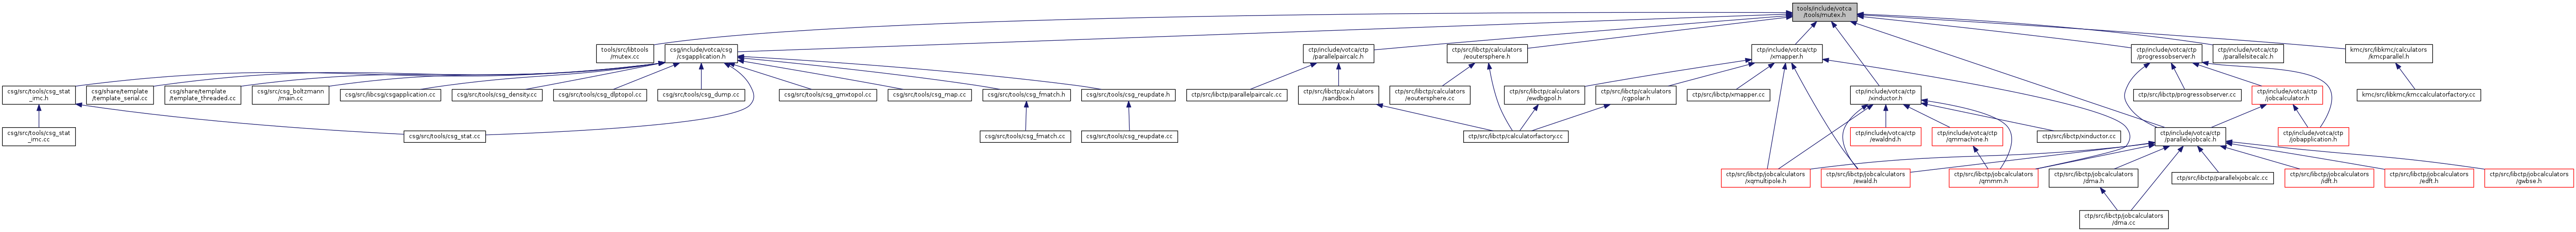 tools/include/votca
/tools/mutex.h
tools/src/libtools
/mutex.cc
csg/include/votca/csg
/csgapplication.h
ctp/include/votca/ctp
/parallelpaircalc.h
ctp/src/libctp/calculators
/eoutersphere.h
ctp/include/votca/ctp
/xmapper.h
ctp/include/votca/ctp
/progressobserver.h
ctp/include/votca/ctp
/parallelsitecalc.h
kmc/src/libkmc/calculators
/kmcparallel.h
csg/src/tools/csg_stat
_imc.h
csg/share/template
/template_serial.cc
csg/share/template
/template_threaded.cc
csg/src/csg_boltzmann
/main.cc
csg/src/libcsg/csgapplication.cc
csg/src/tools/csg_density.cc
csg/src/tools/csg_dlptopol.cc
csg/src/tools/csg_dump.cc
csg/src/tools/csg_gmxtopol.cc
csg/src/tools/csg_map.cc
csg/src/tools/csg_fmatch.h
csg/src/tools/csg_reupdate.h
ctp/src/libctp/parallelpaircalc.cc
ctp/src/libctp/calculators
/sandbox.h
ctp/src/libctp/calculators
/eoutersphere.cc
ctp/src/libctp/calculators
/ewdbgpol.h
ctp/src/libctp/calculators
/cgpolar.h
ctp/src/libctp/xmapper.cc
ctp/include/votca/ctp
/xinductor.h
ctp/src/libctp/progressobserver.cc
ctp/include/votca/ctp
/jobcalculator.h
kmc/src/libkmc/kmccalculatorfactory.cc
csg/src/tools/csg_stat
_imc.cc
csg/src/tools/csg_stat.cc
csg/src/tools/csg_fmatch.cc
csg/src/tools/csg_reupdate.cc
ctp/src/libctp/calculatorfactory.cc
ctp/include/votca/ctp
/ewaldnd.h
ctp/include/votca/ctp
/qmmachine.h
ctp/src/libctp/xinductor.cc
ctp/include/votca/ctp
/parallelxjobcalc.h
ctp/include/votca/ctp
/jobapplication.h
ctp/src/libctp/jobcalculators
/xqmultipole.h
ctp/src/libctp/jobcalculators
/ewald.h
ctp/src/libctp/jobcalculators
/qmmm.h
ctp/src/libctp/jobcalculators
/dma.h
ctp/src/libctp/parallelxjobcalc.cc
ctp/src/libctp/jobcalculators
/idft.h
ctp/src/libctp/jobcalculators
/edft.h
ctp/src/libctp/jobcalculators
/gwbse.h
ctp/src/libctp/jobcalculators
/dma.cc